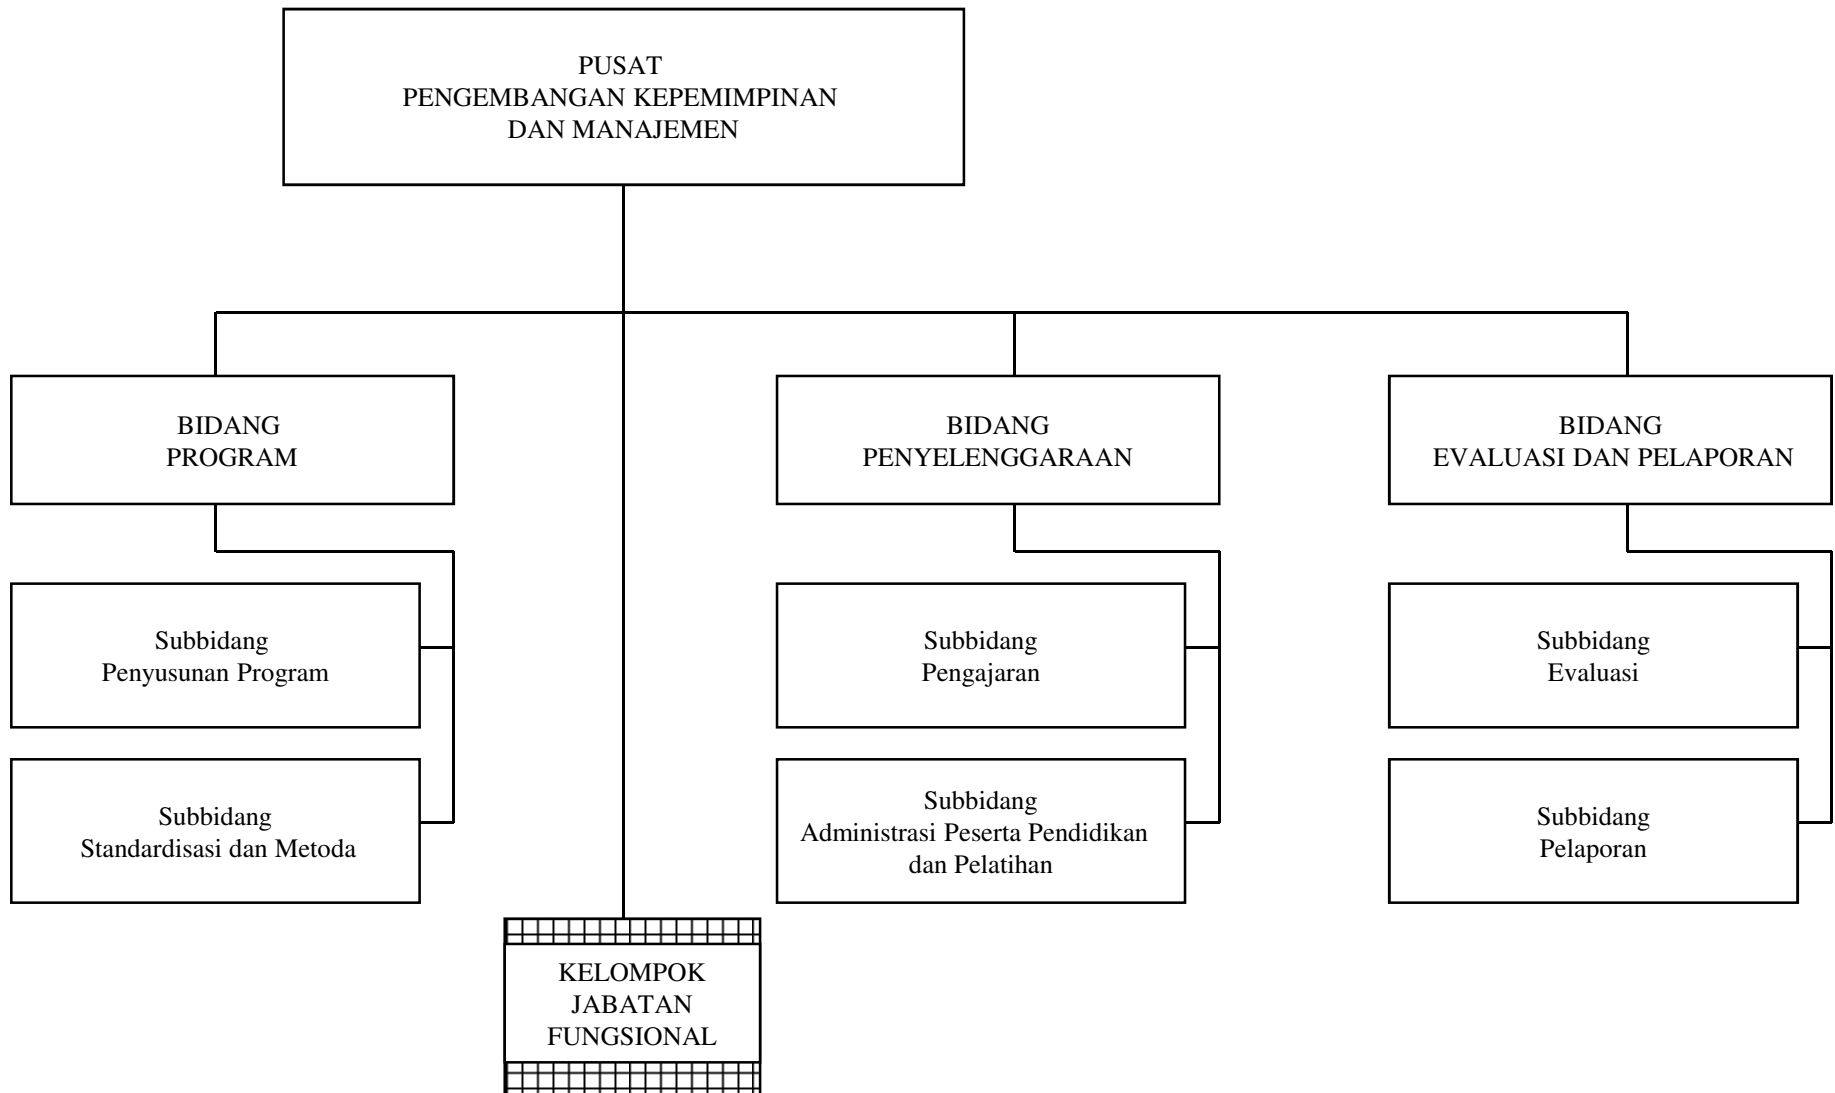 PUSAT
PENGEMBANGAN KEPEMIMPINAN
DAN MANAJEMEN
BIDANG
PROGRAM
BIDANG
PENYELENGGARAAN
BIDANG
EVALUASI DAN PELAPORAN
Subbidang
Penyusunan Program
Subbidang
Pengajaran
Subbidang
Evaluasi
Subbidang
Standardisasi dan Metoda
Subbidang
Administrasi Peserta Pendidikan
dan Pelatihan
Subbidang
Pelaporan
KELOMPOK
JABATAN
FUNGSIONAL